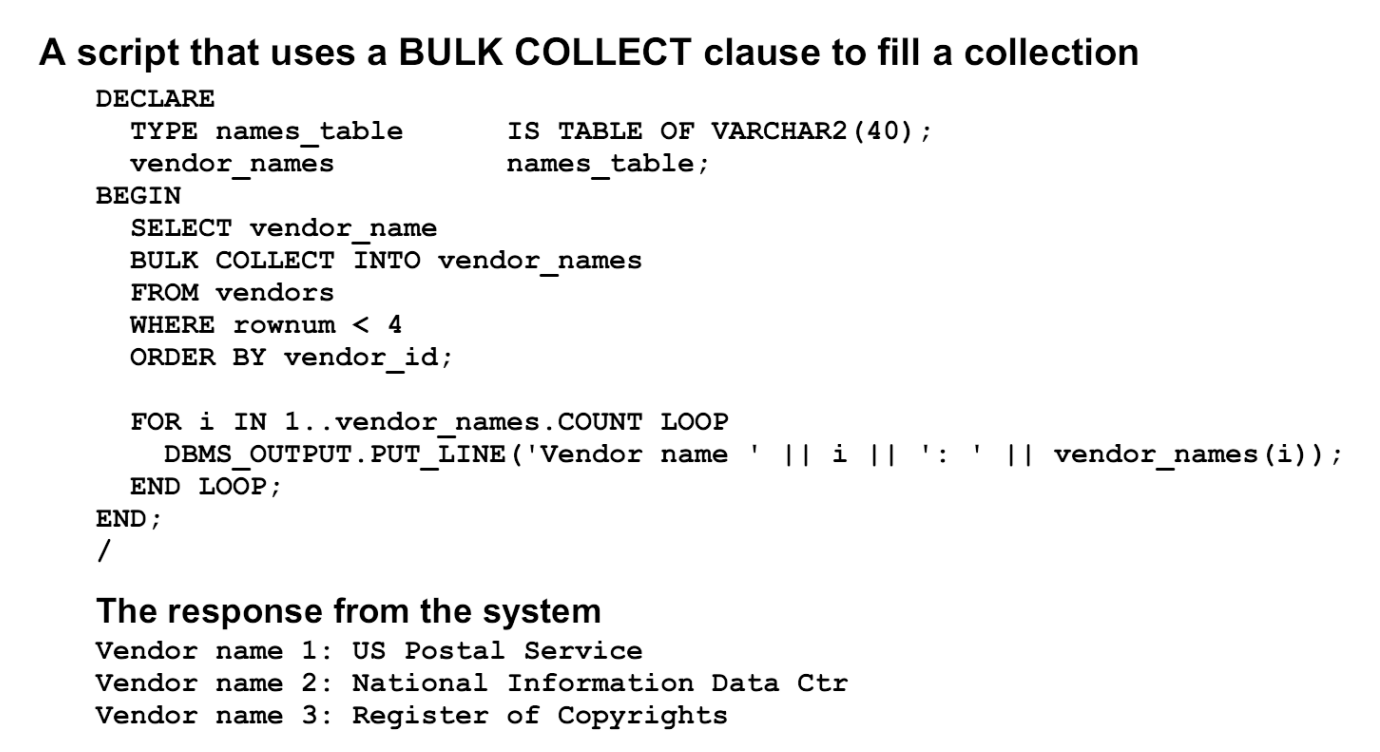 A script that uses a BULK COLLECT clause to fill a collection
DECLARE
  TYPE names_table      IS TABLE OF VARCHAR2(40);
  vendor_names          names_table;
BEGIN
  SELECT vendor_name
  BULK COLLECT INTO vendor_names
  FROM vendors
  WHERE rownum < 4
  ORDER BY vendor_id;

  FOR i IN 1..vendor_names.COUNT LOOP
    DBMS_OUTPUT.PUT_LINE('Vendor name ' || i || ': ' || vendor_names(i));
  END LOOP;
END;
/
The response from the system
Vendor name 1: US Postal Service
Vendor name 2: National Information Data Ctr
Vendor name 3: Register of Copyrights